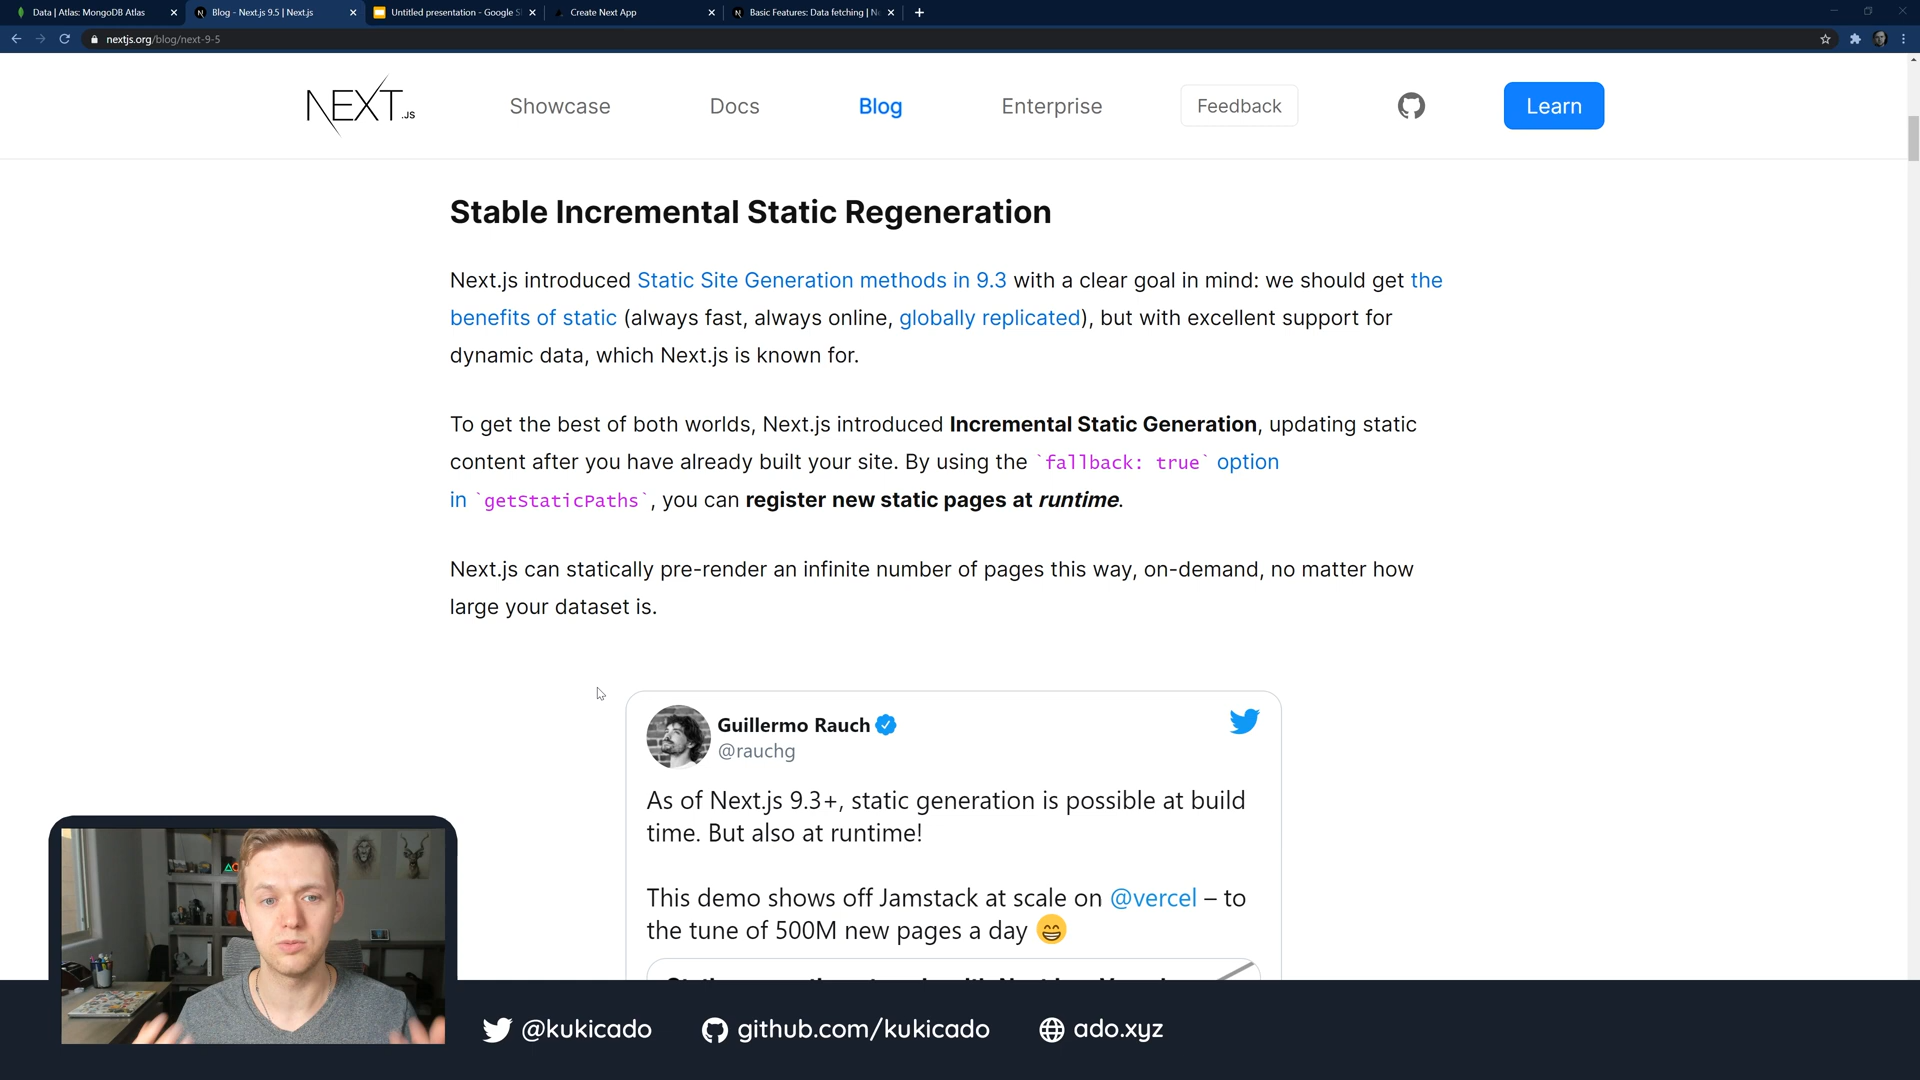 Data | Atlas: MongoDB Atlas
Blog - Next.js 9.5 | Next.js
Untitled presentation - Google Sl
Create Next App
Basic Features: Data fetching | Ne
nextjs.org/blog/next-9-5
NEXT.JS
Showcase
Docs
Blog
Enterprise
Feedback
Learn
Stable Incremental Static Regeneration
Next.js introduced Static Site Generation methods in 9.3 with a clear goal in mind: we should get the
benefits of static (always fast, always online, globally replicated), but with excellent support for
dynamic data, which Next.js is known for.
To get the best of both worlds, Next.js introduced Incremental Static Generation, updating static
content after you have already built your site. By using the `fallback: true` option
in `getStaticPaths`, you can register new static pages at runtime.
Next.js can statically pre-render an infinite number of pages this way, on-demand, no matter how
large your dataset is.
Guillermo Rauch
@rauchg
As of Next.js 9.3+, static generation is possible at build
time. But also at runtime!
This demo shows off Jamstack at scale on @vercel – to
the tune of 500M new pages a day 😄
@kukicado
github.com/kukicado
ado.xyz